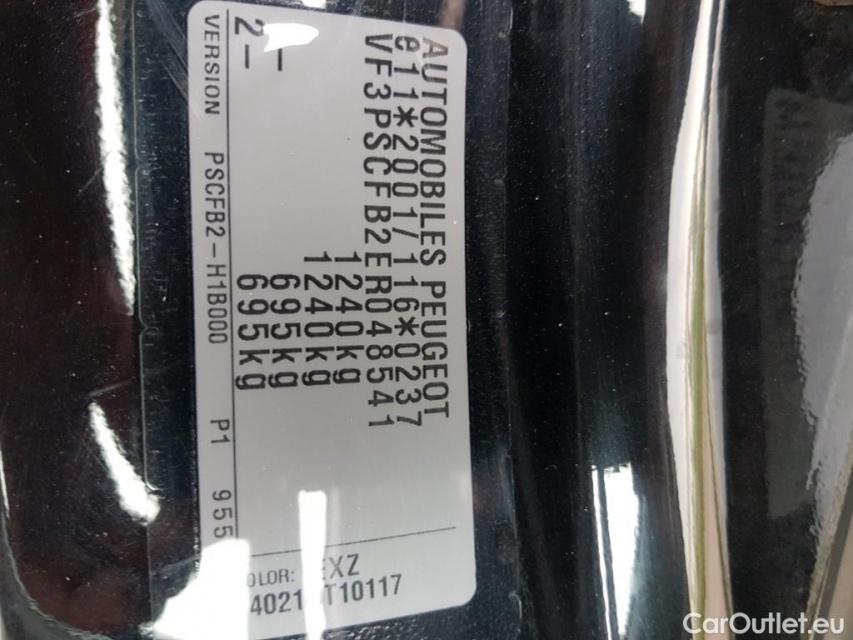 AUTOMOBILES PEUGEOT
e11*2001/116*0237
VF3PSCFB2ER048541
1240kg
1240kg
1- 695kg
2- 695kg
VERSION PSCFB2-H1B000 P1 955
EXZ
T10117
CarOutlet.eu